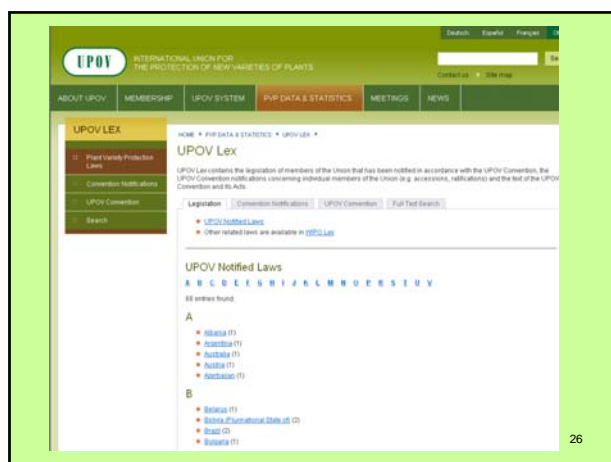 Deutsch Español Français
UPOV
INTERNATIONAL UNION FOR
THE PROTECTION OF NEW VARIETIES OF PLANTS
Contact us Site map
ABOUT UPOV MEMBERSHIP UPOV SYSTEM PVP DATA & STATISTICS MEETINGS NEWS
UPOV LEX
Plant Variety Protection
Laws
Convention Notifications
UPOV Convention
Search
HOME PVP DATA & STATISTICS UPOV LEX
UPOV Lex
UPOV Lex contains the legislation of members of the Union that has been notified in accordance with the UPOV Convention, the
UPOV Convention notifications concerning individual members of the Union (e.g. accessions, ratifications) and the text of the UPOV
Convention and its Acts.
Legislation Convention Notifications UPOV Convention Full Text Search
UPOV Notified Laws
Other related laws are available in WIPO Lex
UPOV Notified Laws
A B C D E F G H I J K L M N O P R S T U V
entries found.
A
Albania (1)
Argentina (1)
Australia (1)
Austria (1)
Azerbaijan (1)
B
Belarus (1)
Bolivia (Plurinational State of) (2)
Brazil (2)
Bulgaria (1)
26